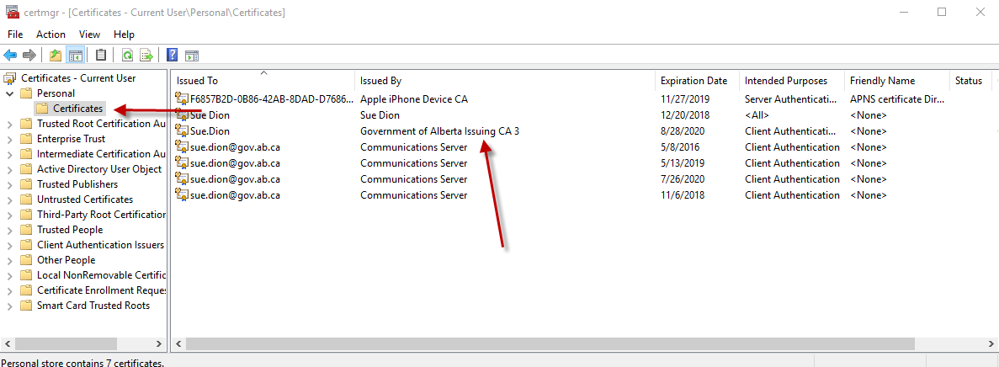 certmgr - [Certificates - Current User\Personal\Certificates]
File Action View Help
Certificates - Current User
Personal
Certificates
Trusted Root Certification Au
Enterprise Trust
Intermediate Certification Au
Active Directory User Object
Trusted Publishers
Untrusted Certificates
Third-Party Root Certification
Trusted People
Client Authentication Issuers
Other People
Local NonRemovable Certific
Certificate Enrollment Reque
Smart Card Trusted Roots
Issued To Issued By Expiration Date Intended Purposes Friendly Name Status
F6857B2D-0B86-42AB-8DAD-D7686... Apple iPhone Device CA 11/27/2019 Server Authenticati... APNS certificate Dir...
Sue Dion Sue Dion 12/20/2018 <All> <None>
Sue.Dion Government of Alberta Issuing CA 3 8/28/2020 Client Authenticati... <None>
sue.dion@gov.ab.ca Communications Server 5/8/2016 Client Authentication <None>
sue.dion@gov.ab.ca Communications Server 5/13/2019 Client Authentication <None>
sue.dion@gov.ab.ca Communications Server 7/26/2020 Client Authentication <None>
sue.dion@gov.ab.ca Communications Server 11/6/2018 Client Authentication <None>
Personal store contains 7 certificates.